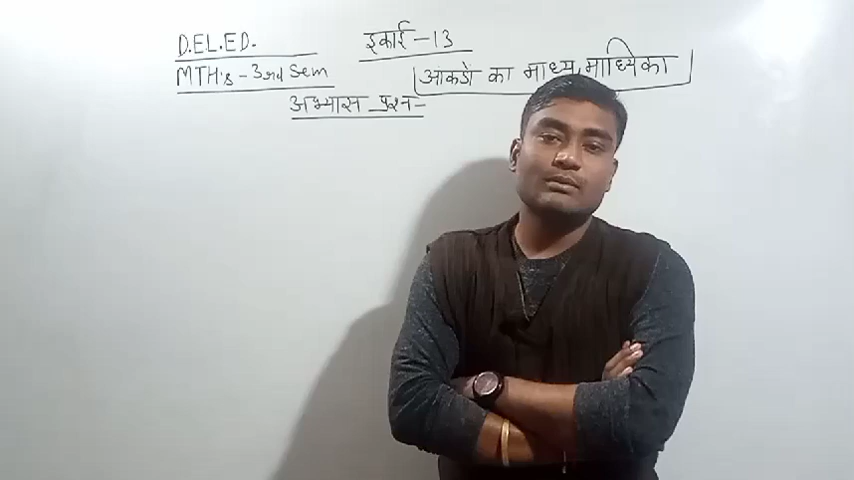 D.EL.ED. इकाई - 13
MTH's - 3rd Sem आंकडो का माध्य, माध्यिका
अभ्यास प्रश्न -